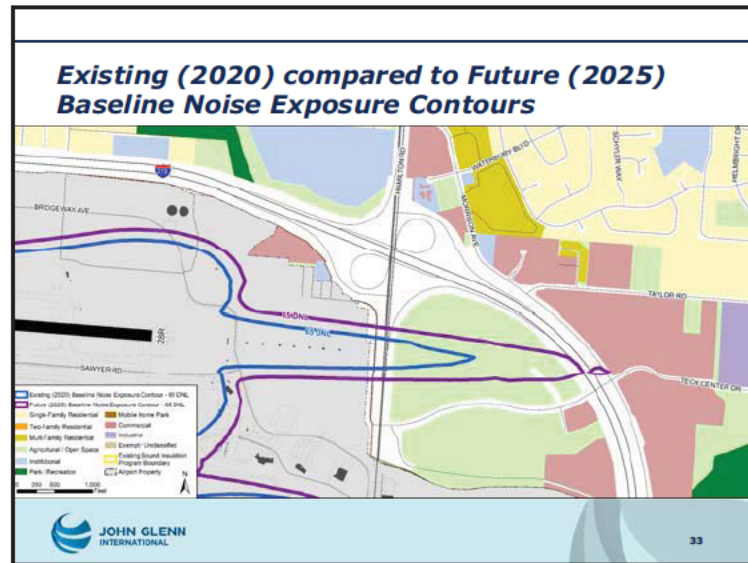 Existing (2020) compared to Future (2025)
Baseline Noise Exposure Contours
WATERBURY BLVD
SCHYLER WAY
HELMBRIGHT DR
HAMILTON RD
MORRISON AVE
BRIDGEWAY AVE
TAYLOR RD
65 DNL
65 DNL
28R
SAWYER RD
TECH CENTER DR
Existing (2020) Baseline Noise Exposure Contour - 65 DNL
Future (2025) Baseline Noise Exposure Contour - 65 DNL
Single-Family Residential
Mobile Home Park
Two-Family Residential
Commercial
Multi-Family Residential
Industrial
Agricultural / Open Space
Exempt / Unclassified
Institutional
Existing Sound Insulation
Program Boundary
Park / Recreation
Airport Property
N
0 250 500 1,000
Feet
JOHN GLENN
INTERNATIONAL
33